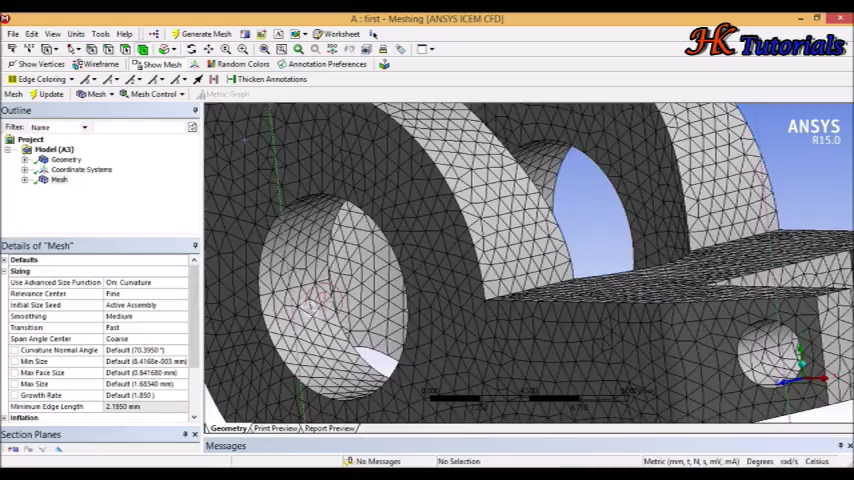 A : first - Meshing [ANSYS ICEM CFD]
HK Tutorials
File Edit View Units Tools Help Generate Mesh Worksheet
Show Vertices Wireframe Show Mesh Random Colors Annotation Preferences
Edge Coloring Thicken Annotations
Mesh Update Mesh Mesh Control Metric Graph
Outline
Filter: Name
Project
Model (A3)
Geometry
Coordinate Systems
Mesh
ANSYS
R15.0
Details of "Mesh"
Defaults
Sizing
Use Advanced Size Function On: Curvature
Relevance Center Fine
Initial Size Seed Active Assembly
Smoothing Medium
Transition Fast
Span Angle Center Coarse
Curvature Normal Angle Default (70.3950 °)
Min Size Default (8.4168e-003 mm)
Max Face Size Default (0.841680 mm)
Max Size Default (1.68340 mm)
Growth Rate Default (1.850 )
Minimum Edge Length 2.1950 mm
Inflation
Section Planes
Geometry Print Preview Report Preview
Messages
No Messages No Selection Metric (mm, t, N, s, mV, mA) Degrees rad/s Celsius